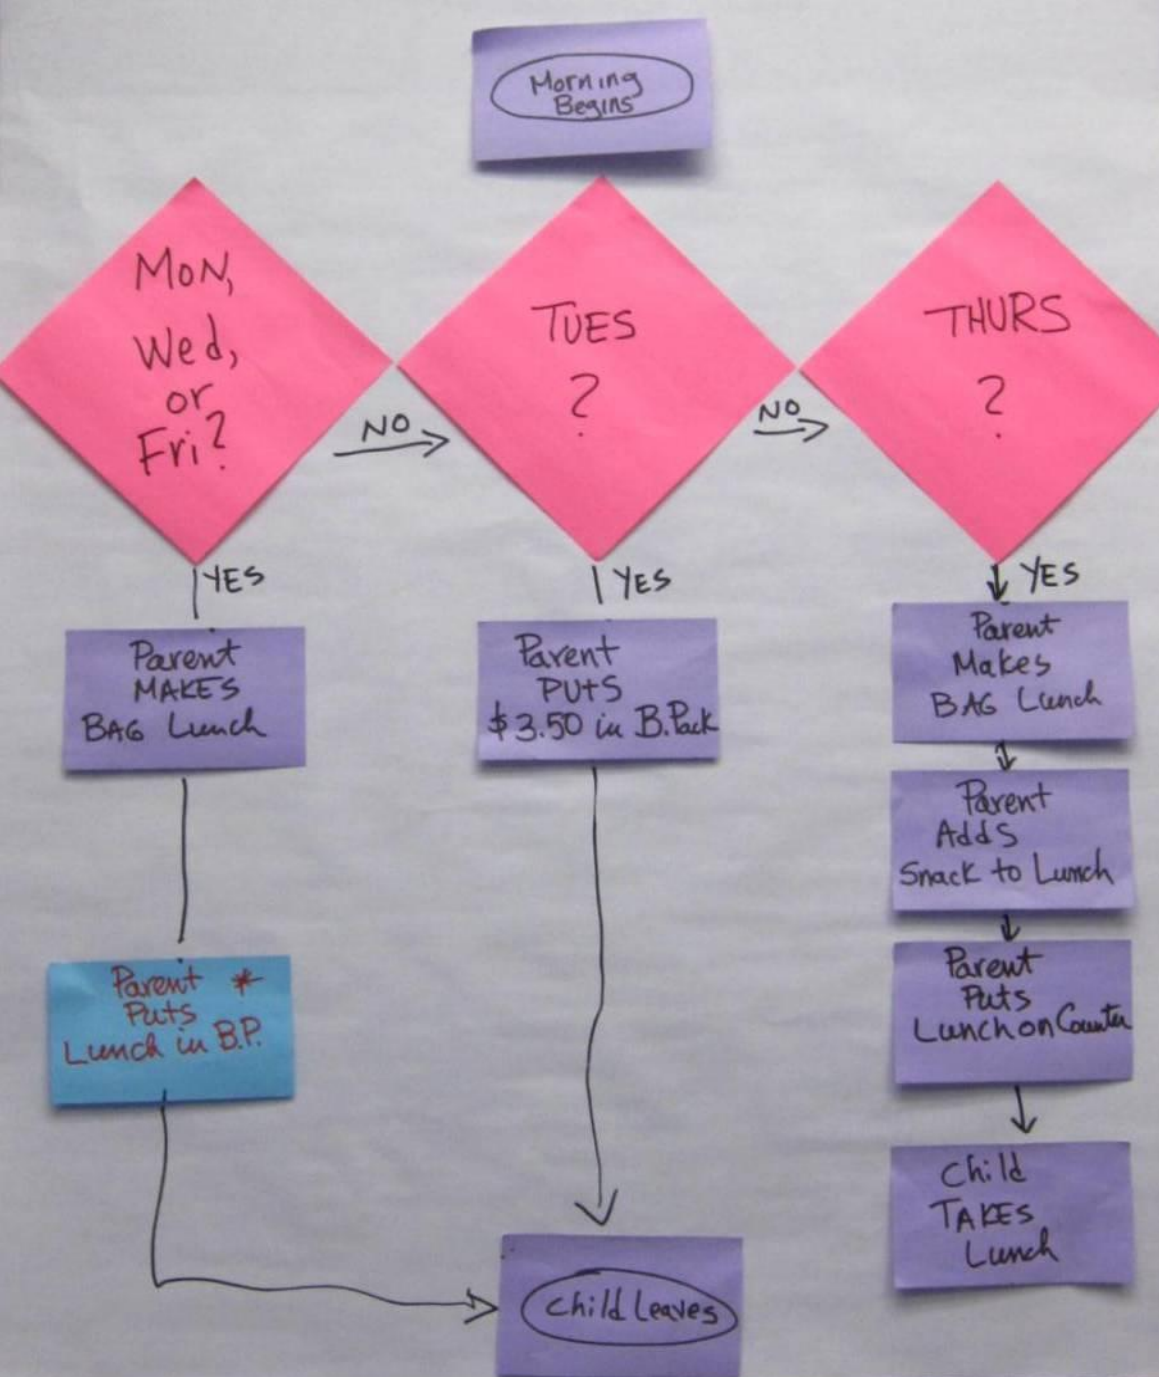 Morning
Begins
MON,
Wed,
or
Fri?
NO
TUES
?
NO
THURS
?
YES
Parent
MAKES
BAG Lunch
Parent *
Puts
Lunch in B.P.
YES
Parent
PUtS
$3.50 in B.Pack
YES
Parent
Makes
BAG Lunch
Parent
Adds
Snack to Lunch
Parent
Puts
Lunch on Counter
Child
TAKES
Lunch
Child Leaves